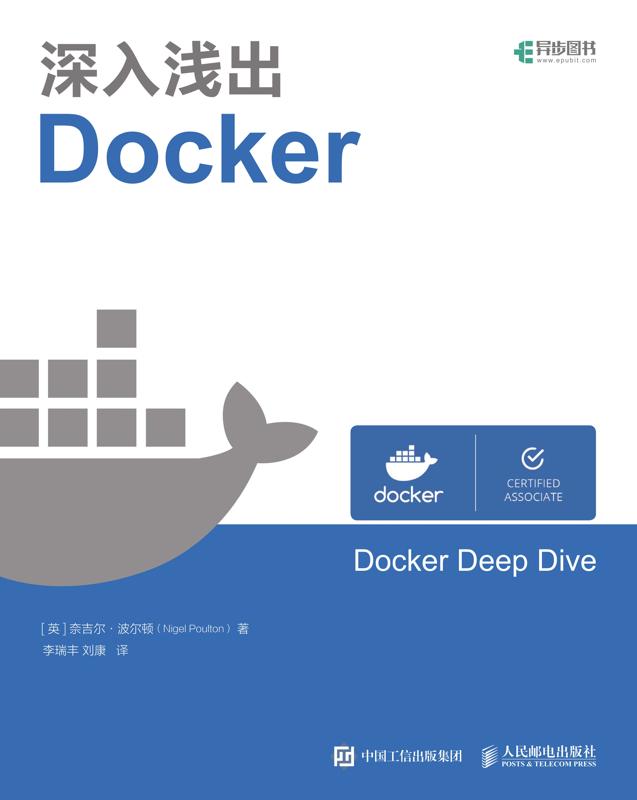 深入浅出
异步图书
www.epubit.com
Docker
docker
CERTIFIED
ASSOCIATE
Docker Deep Dive
[ 英 ] 奈吉尔 · 波尔顿（Nigel Poulton）著
李瑞丰 刘康 译
中国工信出版集团
人民邮电出版社
POSTS & TELECOM PRESS